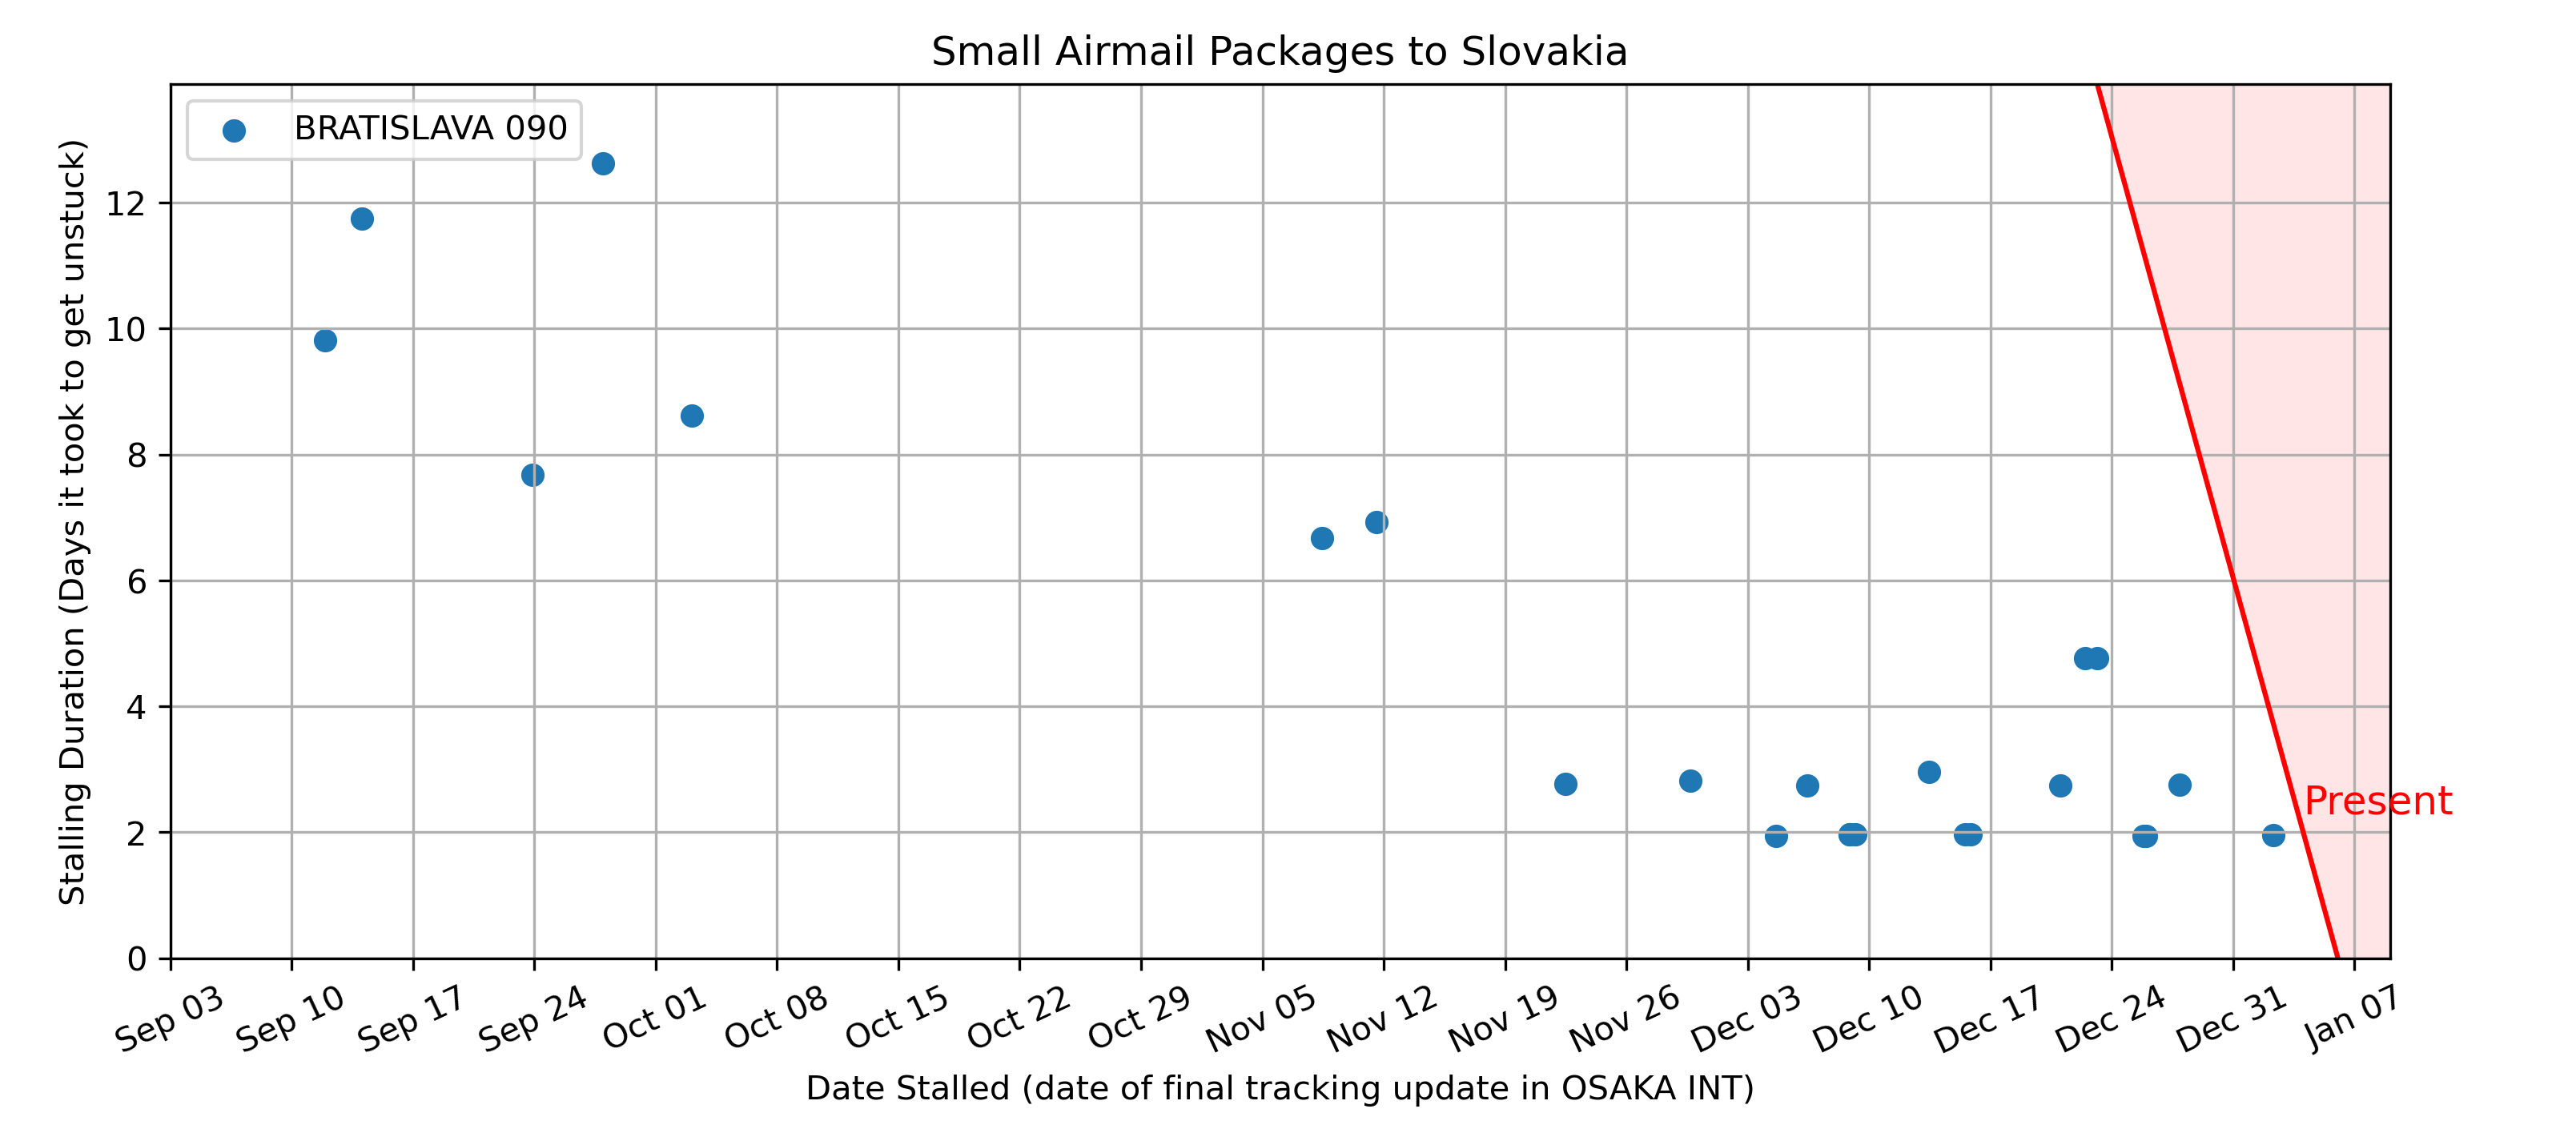 Small Airmail Packages to Slovakia
BRATISLAVA 090
Stalling Duration (Days it took to get unstuck)
12
10
8
6
4
2
0
Present
Sep 03
Sep 10
Sep 17
Sep 24
Oct 01
Oct 08
Oct 15
Oct 22
Oct 29
Nov 05
Nov 12
Nov 19
Nov 26
Dec 03
Dec 10
Dec 17
Dec 24
Dec 31
Jan 07
Date Stalled (date of final tracking update in OSAKA INT)